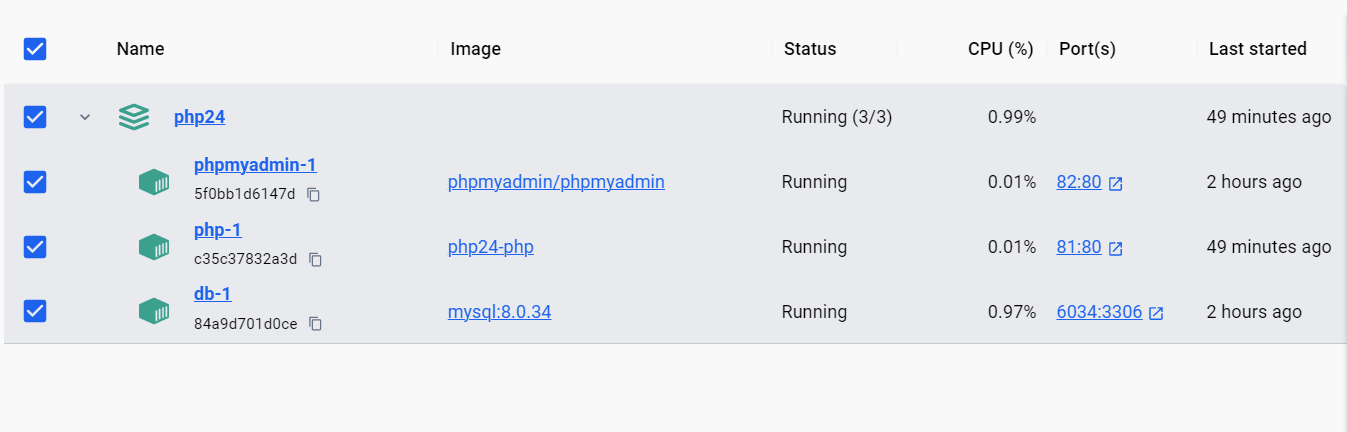 Name Image Status CPU (%) Port(s) Last started
php24 Running (3/3) 0.99% 49 minutes ago
phpmyadmin-1
5f0bb1d6147d phpmyadmin/phpmyadmin Running 0.01% 82:80 2 hours ago
php-1
c35c37832a3d php24-php Running 0.01% 81:80 49 minutes ago
db-1
84a9d701d0ce mysql:8.0.34 Running 0.97% 6034:3306 2 hours ago